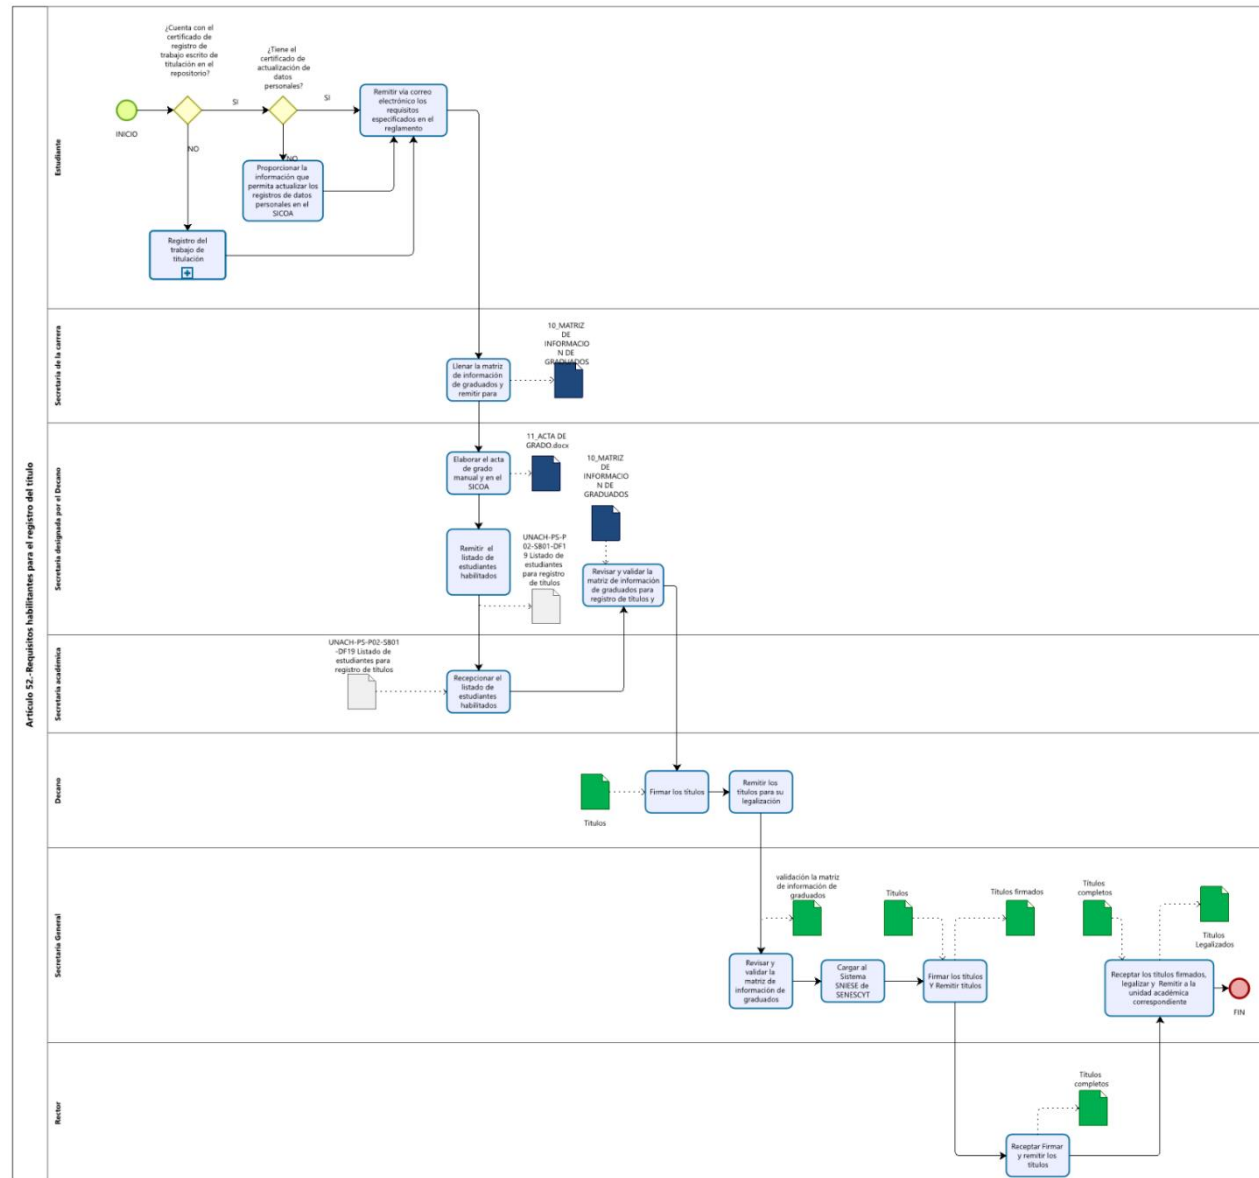 Artículo 52.-Requisitos habilitantes para el registro del título
Estudiante
¿Cuenta con el
certificado de
registro de
trabajo escrito de
titulación en el
repositorio?
¿Tiene el
certificado de
actualización de
datos
personales?
INICIO
SI
SI
NO
NO
Remitir vía correo
electrónico los
requisitos
especificados en el
reglamento
Proporcionar la
información que
permita actualizar los
registros de datos
personales en el
SICOA
Registro del
trabajo de
titulación
Secretaria de la carrera
Llenar la matriz
de información
de graduados y
remitir para
10_MATRIZ
DE
INFORMACIO
N DE
GRADUADOS
Secretaria designada por el Decano
Elaborar el acta
de grado
manual y en el
SICOA
11_ACTA DE
GRADO.docx
10_MATRIZ
DE
INFORMACIO
N DE
GRADUADOS
Remitir el
listado de
estudiantes
habilitados
UNACH-PS-P
02-S801-DF1
9 Listado de
estudiantes
para registro
de títulos
Revisar y validar la
matriz de información
de graduados para
registro de títulos y
Secretaria académica
UNACH-PS-P02-S801
-DF19 Listado de
estudiantes para
registro de títulos
Recepcionar el
listado de
estudiantes
habilitados
Decano
Títulos
Firmar los títulos
Remitir los
títulos para su
legalización
Secretaría General
validación la matriz
de información de
graduados
Títulos
Títulos firmados
Títulos
completos
Títulos
Legalizados
Revisar y
validar la
matriz de
información de
graduados
Cargar al
Sistema
SNIESE de
SENESCYT
Firmar los títulos
Y Remitir títulos
Receptar los títulos firmados,
legalizar y Remitir a la
unidad académica
correspondiente
FIN
Rector
Títulos
completos
Receptar Firmar
y remitir los
títulos